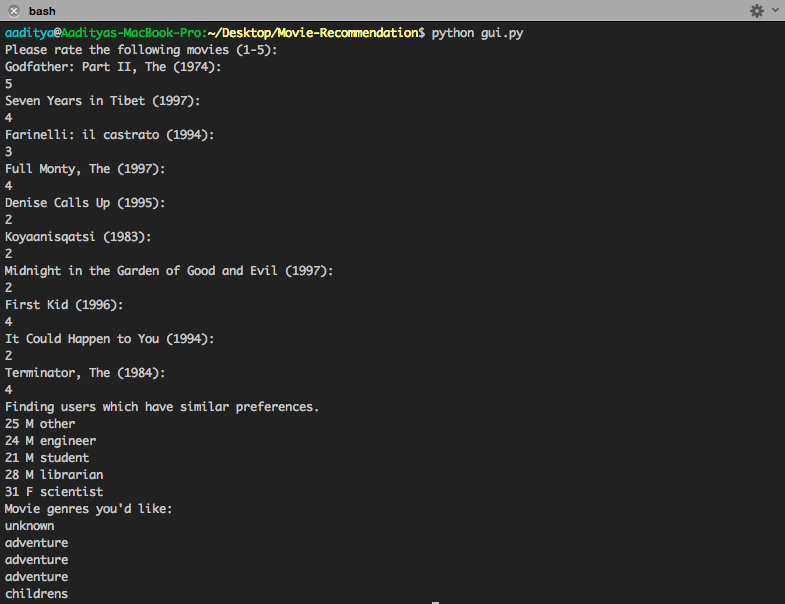 bash
aaditya@Aadityas-MacBook-Pro:~/Desktop/Movie-Recommendation$ python gui.py
Please rate the following movies (1-5):
Godfather: Part II, The (1974):
5
Seven Years in Tibet (1997):
4
Farinelli: il castrato (1994):
3
Full Monty, The (1997):
4
Denise Calls Up (1995):
2
Koyaanisqatsi (1983):
2
Midnight in the Garden of Good and Evil (1997):
2
First Kid (1996):
4
It Could Happen to You (1994):
2
Terminator, The (1984):
4
Finding users which have similar preferences.
25 M other
24 M engineer
21 M student
28 M librarian
31 F scientist
Movie genres you'd like:
unknown
adventure
adventure
adventure
childrens